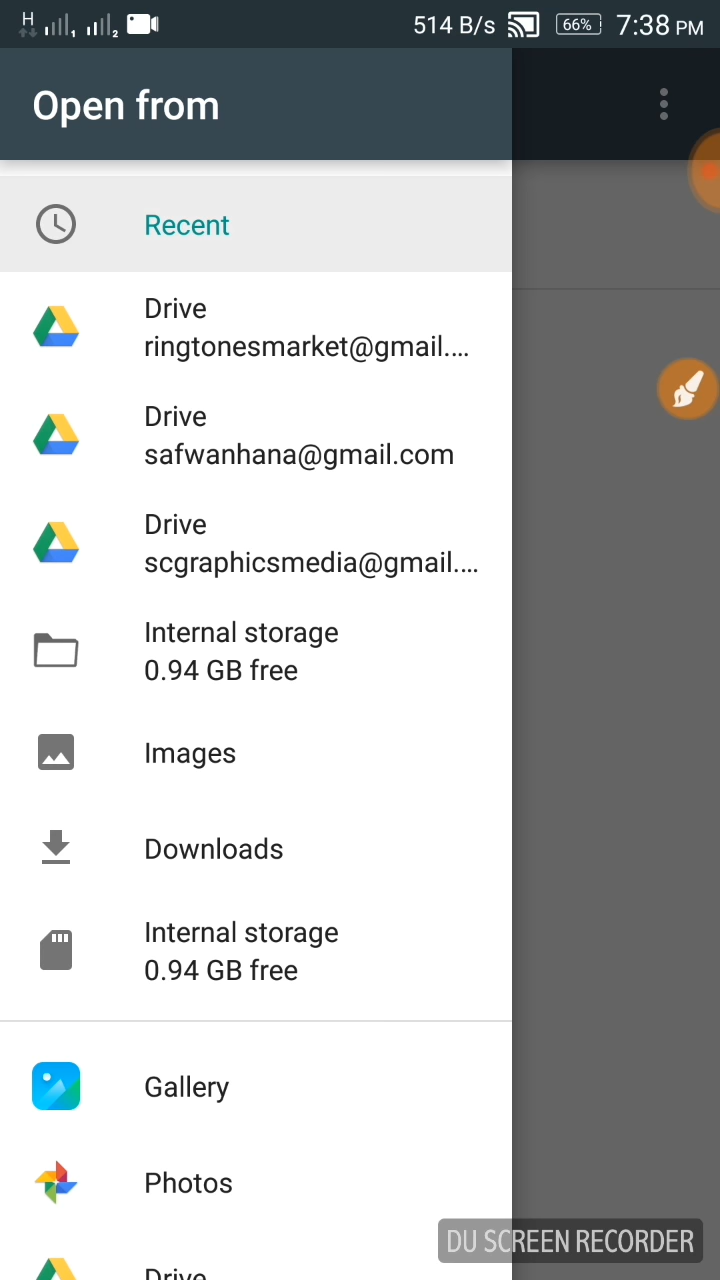 H
1
2
514 B/s
66%
7:38 PM
Open from
Recent
Drive
ringtonesmarket@gmail....
Drive
safwanhana@gmail.com
Drive
scgraphicsmedia@gmail....
Internal storage
0.94 GB free
Images
Downloads
Internal storage
0.94 GB free
Gallery
Photos
DU SCREEN RECORDER
Drive